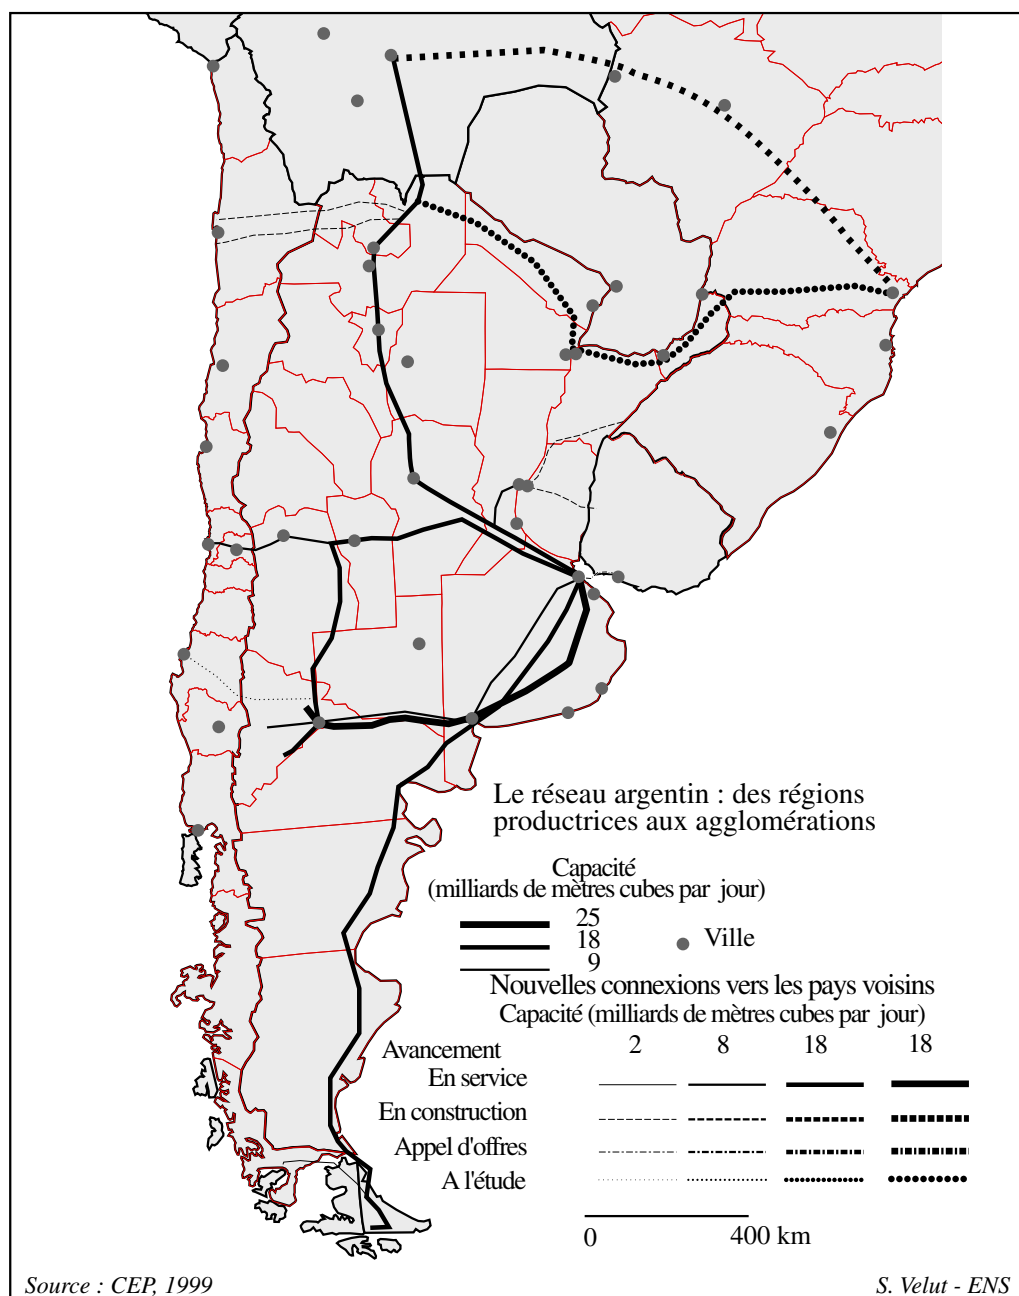 Le réseau argentin : des régions
productrices aux agglomérations
Capacité
(milliards de mètres cubes par jour)
25
18
9
Ville
Nouvelles connexions vers les pays voisins
Capacité (milliards de mètres cubes par jour)
Avancement 2 8 18 18
En service
En construction
Appel d'offres
A l'étude
0 400 km
Source : CEP, 1999 S. Velut - ENS